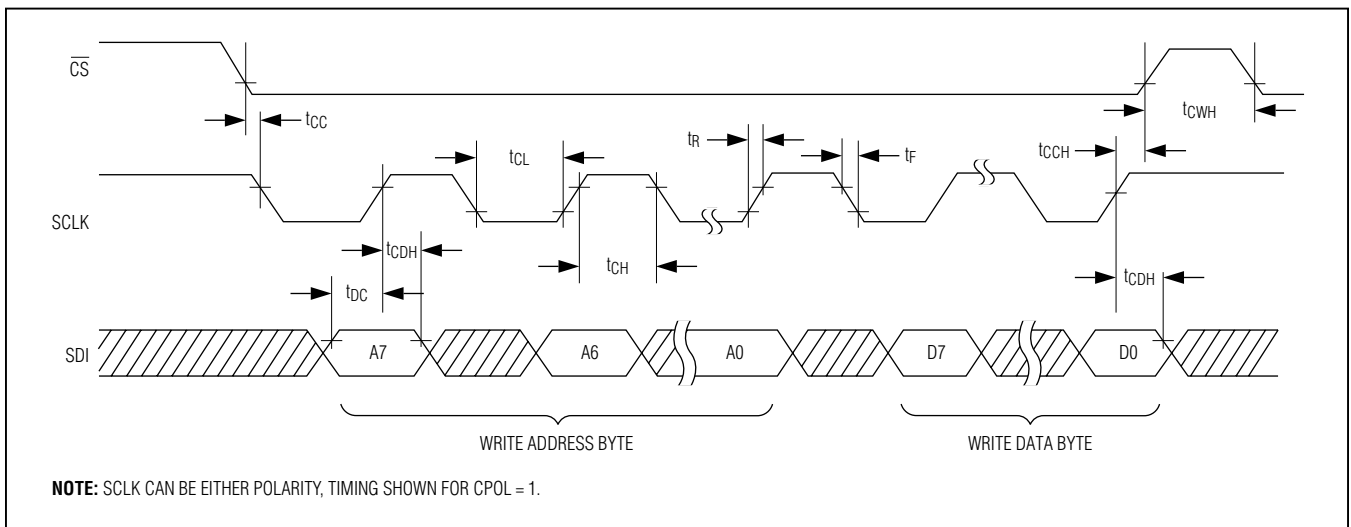 CS
tCC
tCWH
tCL
tR
tF
tCCH
SCLK
tCDH
tCH
tCDH
tDC
SDI
A7
A6
A0
D7
D0
WRITE ADDRESS BYTE
WRITE DATA BYTE
NOTE: SCLK CAN BE EITHER POLARITY, TIMING SHOWN FOR CPOL = 1.